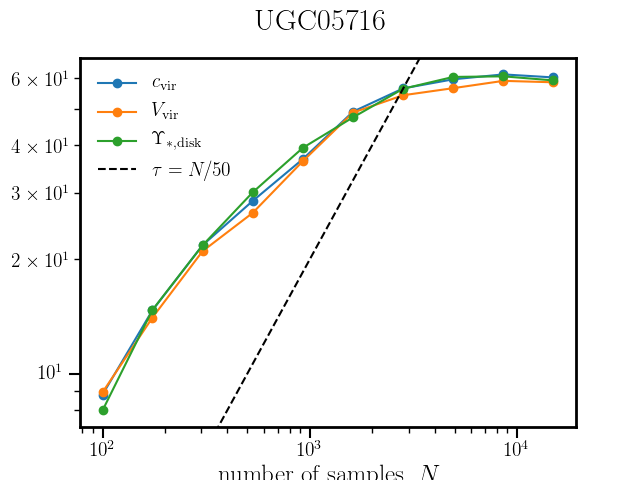 UGC05716
6 × 10¹
4 × 10¹
3 × 10¹
2 × 10¹
10¹
c_vir
V_vir
ϒ_*,disk
τ = N/50
10² 10³ 10⁴
number of samples, N